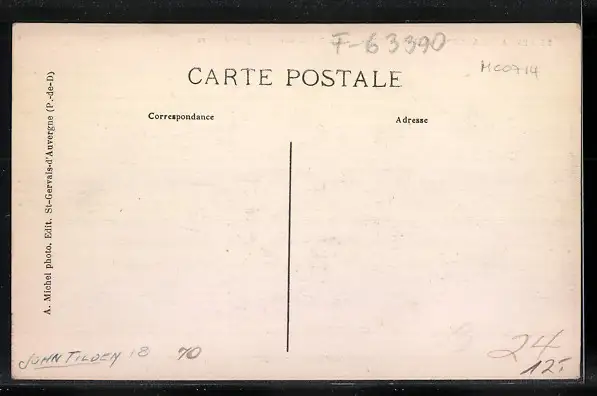 F-63390
M00714
CARTE POSTALE
Correspondance
Adresse
A. Michel photo. Edit. St-Gervais-d'Auvergne (P.-de-D)
JOHN TILDEN 18 70
24
12.-